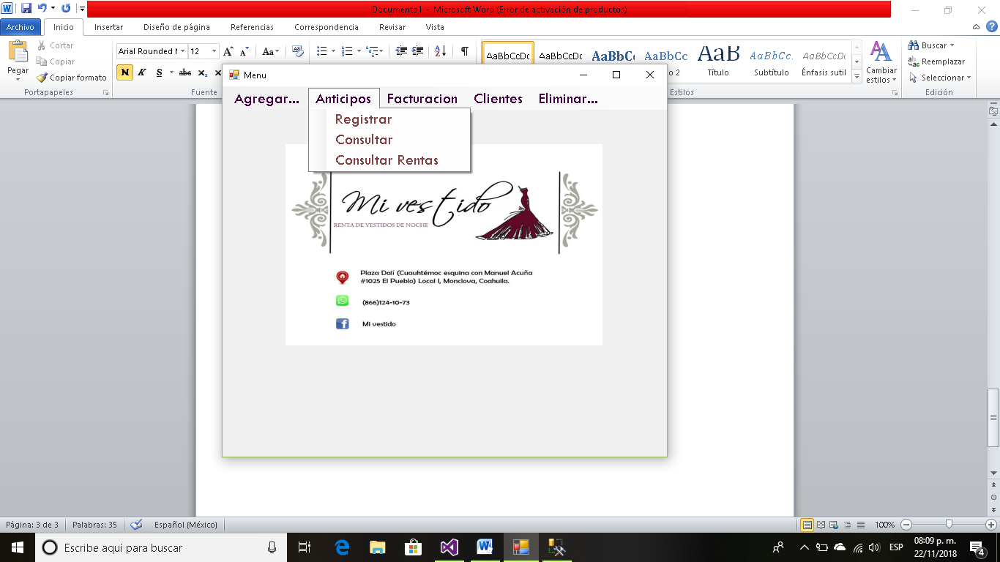 Documento1 - Microsoft Word (Error de activación de productos)
Archivo Inicio Insertar Diseño de página Referencias Correspondencia Revisar Vista
Pegar
Cortar
Copiar
Copiar formato
Portapapeles
Arial Rounded 12
Aa
N K S abc x₂
Fuente
AaBbCcDc AaBbCcDc AaBbC AaBbCc AaB AaBbCc. AaBbCcDc
o 2 Título Subtítulo Énfasis sutil
Cambiar estilos
Estilos
Buscar
Reemplazar
Seleccionar
Edición
Menu
Agregar... Anticipos Facturacion Clientes Eliminar...
Registrar
Consultar
Consultar Rentas
Mi vestido
RENTA DE VESTIDOS DE NOCHE
Plaza Dalí (Cuauhtémoc esquina con Manuel Acuña
#1025 El Pueblo) Local I, Monclova, Coahuila.
(866)124-10-73
Mi vestido
Página: 3 de 3 Palabras: 35 Español (México) 100%
Escribe aquí para buscar
ESP
08:09 p. m.
22/11/2018
4